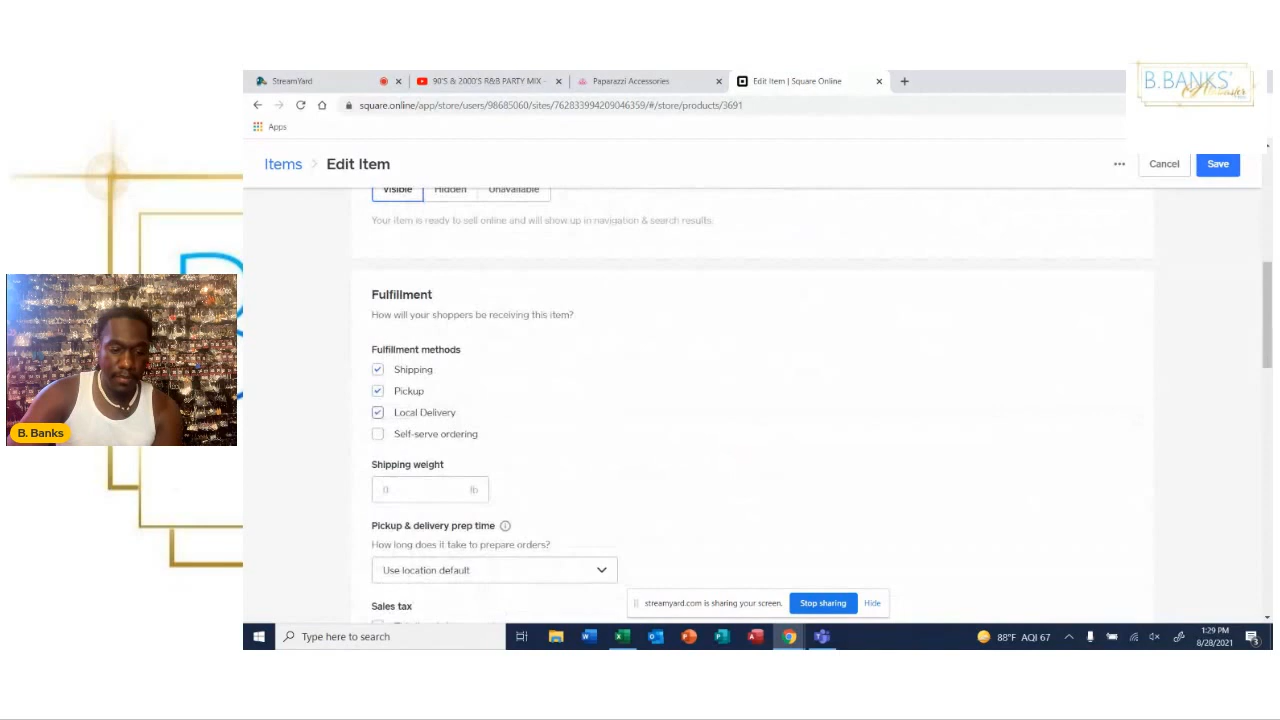 StreamYard
90'S & 2000'S R&B PARTY MIX -
Paparazzi Accessories
Edit Item | Square Online
B.BANKS'
square.online/app/store/users/98685060/sites/762833994209046359/#/store/products/3691
Apps
Items
Edit Item
Cancel
Save
Visible
Hidden
Unavailable
Your item is ready to sell online and will show up in navigation & search results.
Fulfillment
How will your shoppers be receiving this item?
Fulfillment methods
Shipping
Pickup
Local Delivery
Self-serve ordering
B. Banks
Shipping weight
0 lb
Pickup & delivery prep time
How long does it take to prepare orders?
Use location default
streamyard.com is sharing your screen.
Stop sharing
Hide
Sales tax
Type here to search
88°F AQI 67
1:29 PM
8/28/2021